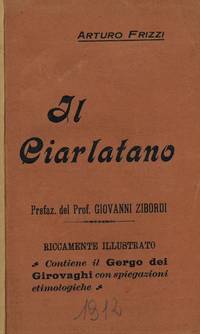 ARTURO FRIZZI
Il
Ciarlatano
Prefaz. del Prof. GIOVANNI ZIBORDI
RICCAMENTE ILLUSTRATO
Contiene il Gergo dei
Girovaghi con spiegazioni
etimologiche
1912